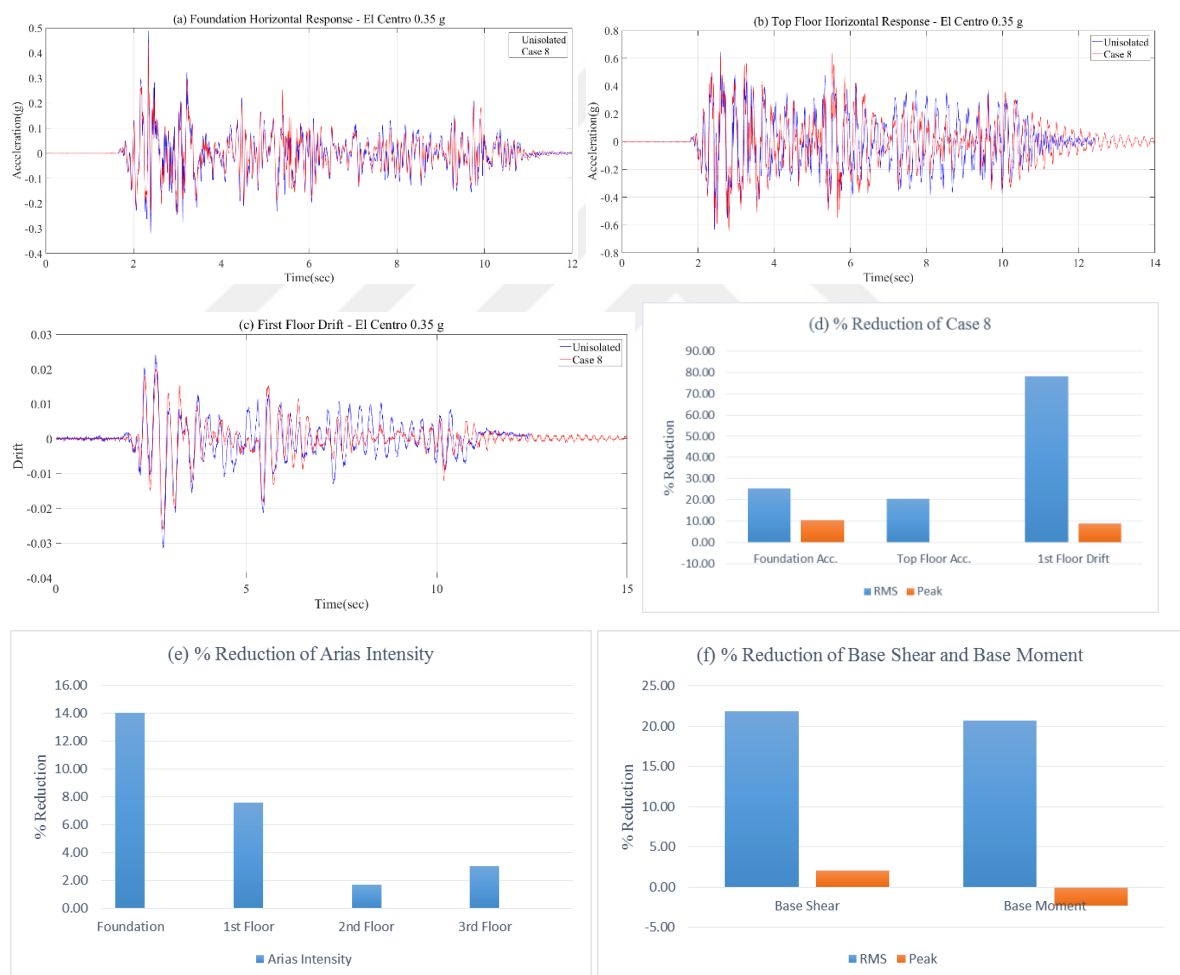 (a) Foundation Horizontal Response - El Centro 0.35 g
Unisolated
Case 8
0.5
0.4
0.3
0.2
0.1
0
-0.1
-0.2
-0.3
-0.4
Acceleration(g)
0 2 4 6 8 10 12
Time(sec)
(b) Top Floor Horizontal Response - El Centro 0.35 g
Unisolated
Case 8
0.8
0.6
0.4
0.2
0
-0.2
-0.4
-0.6
-0.8
Acceleration(g)
0 2 4 6 8 10 12 14
Time(sec)
(c) First Floor Drift - El Centro 0.35 g
Unisolated
Case 8
0.03
0.02
0.01
0
-0.01
-0.02
-0.03
-0.04
Drift
0 5 10 15
Time(sec)
(d) % Reduction of Case 8
90.00
80.00
70.00
60.00
50.00
40.00
30.00
20.00
10.00
0.00
-10.00
% Reduction
Foundation Acc. Top Floor Acc. 1st Floor Drift
RMS Peak
(e) % Reduction of Arias Intensity
16.00
14.00
12.00
10.00
8.00
6.00
4.00
2.00
0.00
% Reduction
Foundation 1st Floor 2nd Floor 3rd Floor
Arias Intensity
(f) % Reduction of Base Shear and Base Moment
25.00
20.00
15.00
10.00
5.00
0.00
-5.00
% Reduction
Base Shear Base Moment
RMS Peak